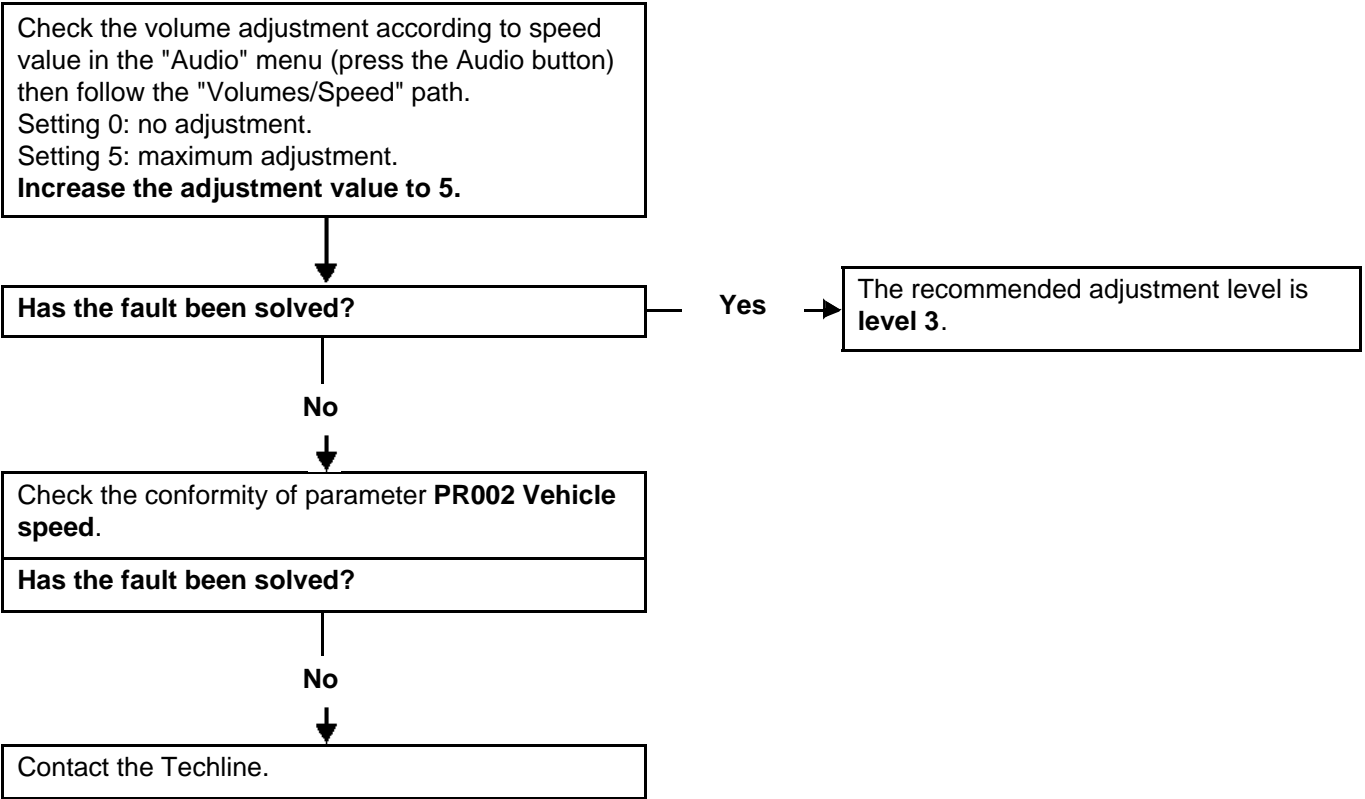 Check the volume adjustment according to speed
value in the "Audio" menu (press the Audio button)
then follow the "Volumes/Speed" path.
Setting 0: no adjustment.
Setting 5: maximum adjustment.
Increase the adjustment value to 5.
Has the fault been solved?
Yes
The recommended adjustment level is
level 3.
No
Check the conformity of parameter PR002 Vehicle
speed.
Has the fault been solved?
No
Contact the Techline.